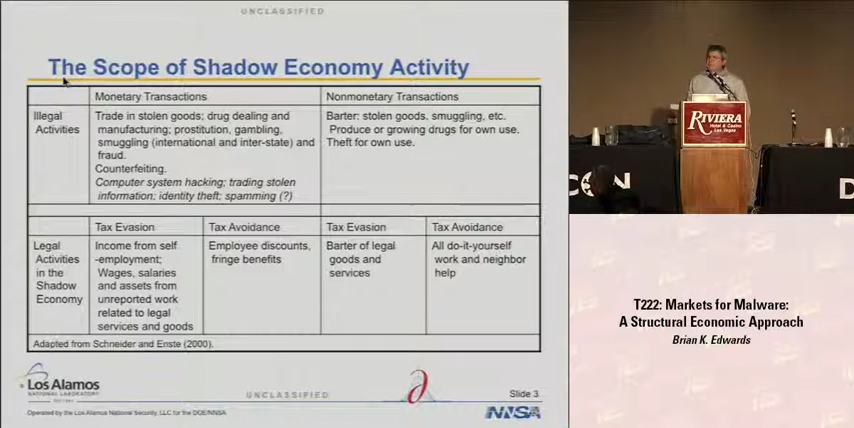 UNCLASSIFIED
The Scope of Shadow Economy Activity
Monetary Transactions
Nonmonetary Transactions
Illegal
Activities
Trade in stolen goods; drug dealing and
manufacturing; prostitution, gambling,
smuggling (international and inter-state) and
fraud.
Counterfeiting.
Computer system hacking; trading stolen
information; identity theft; spamming (?)
Barter: stolen goods. smuggling, etc.
Produce or growing drugs for own use.
Theft for own use.
Tax Evasion
Tax Avoidance
Tax Evasion
Tax Avoidance
Legal
Activities
in the
Shadow
Economy
Income from self
-employment;
Wages, salaries
and assets from
unreported work
related to legal
services and goods
Employee discounts,
fringe benefits
Barter of legal
goods and
services
All do-it-yourself
work and neighbor
help
Adapted from Schneider and Enste (2000).
Los Alamos
NATIONAL LABORATORY
UNCLASSIFIED
Slide 3
Operated by the Los Alamos National Security, LLC for the DOE/NNSA
NNSA
RIVIERA
Hotel & Casino
Las Vegas
CON
D
T222: Markets for Malware:
A Structural Economic Approach
Brian K. Edwards